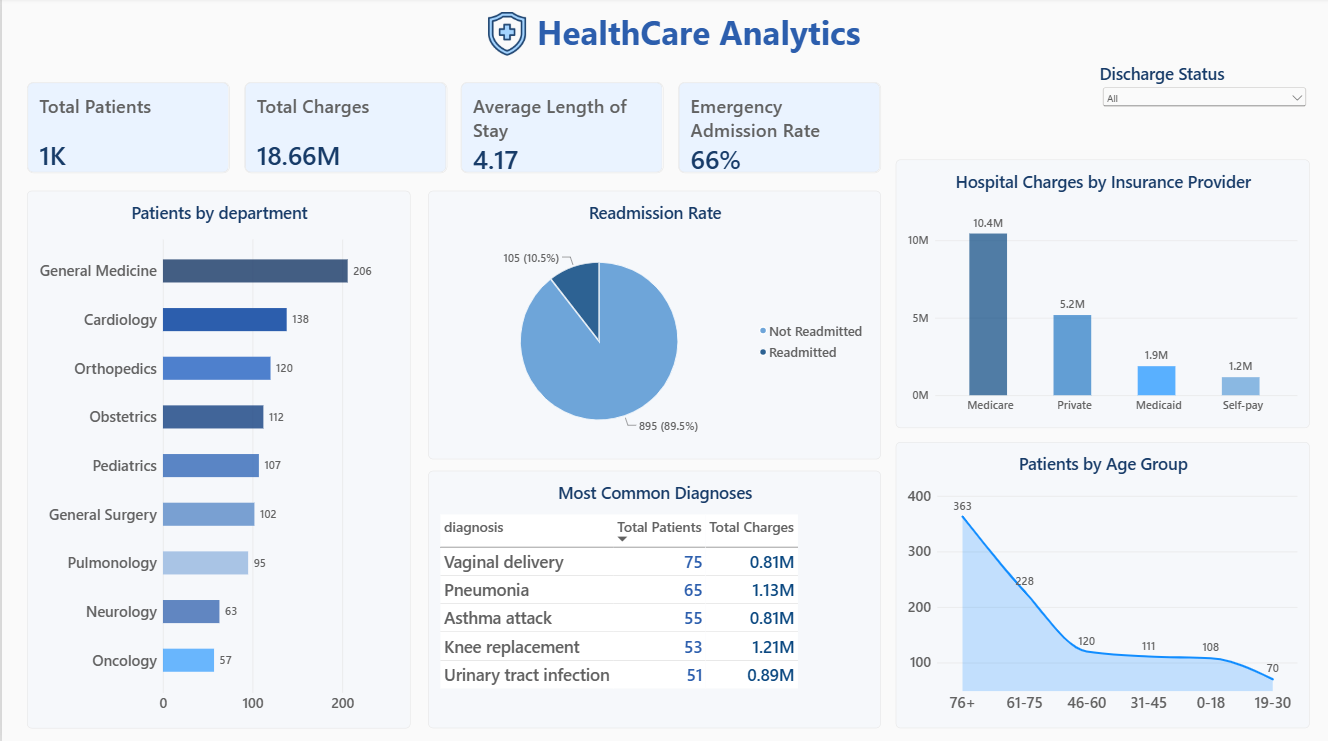 HealthCare Analytics
Discharge Status
All
Total Patients
1K
Total Charges
18.66M
Average Length of
Stay
4.17
Emergency
Admission Rate
66%
Patients by department
General Medicine 206
Cardiology 138
Orthopedics 120
Obstetrics 112
Pediatrics 107
General Surgery 102
Pulmonology 95
Neurology 63
Oncology 57
0 100 200
Readmission Rate
105 (10.5%)
Not Readmitted
Readmitted
895 (89.5%)
Most Common Diagnoses
diagnosis Total Patients Total Charges
Vaginal delivery 75 0.81M
Pneumonia 65 1.13M
Asthma attack 55 0.81M
Knee replacement 53 1.21M
Urinary tract infection 51 0.89M
Hospital Charges by Insurance Provider
10.4M
10M
5.2M
5M
1.9M
1.2M
0M
Medicare Private Medicaid Self-pay
Patients by Age Group
400
363
300
228
200
120 111 108
100
70
76+ 61-75 46-60 31-45 0-18 19-30